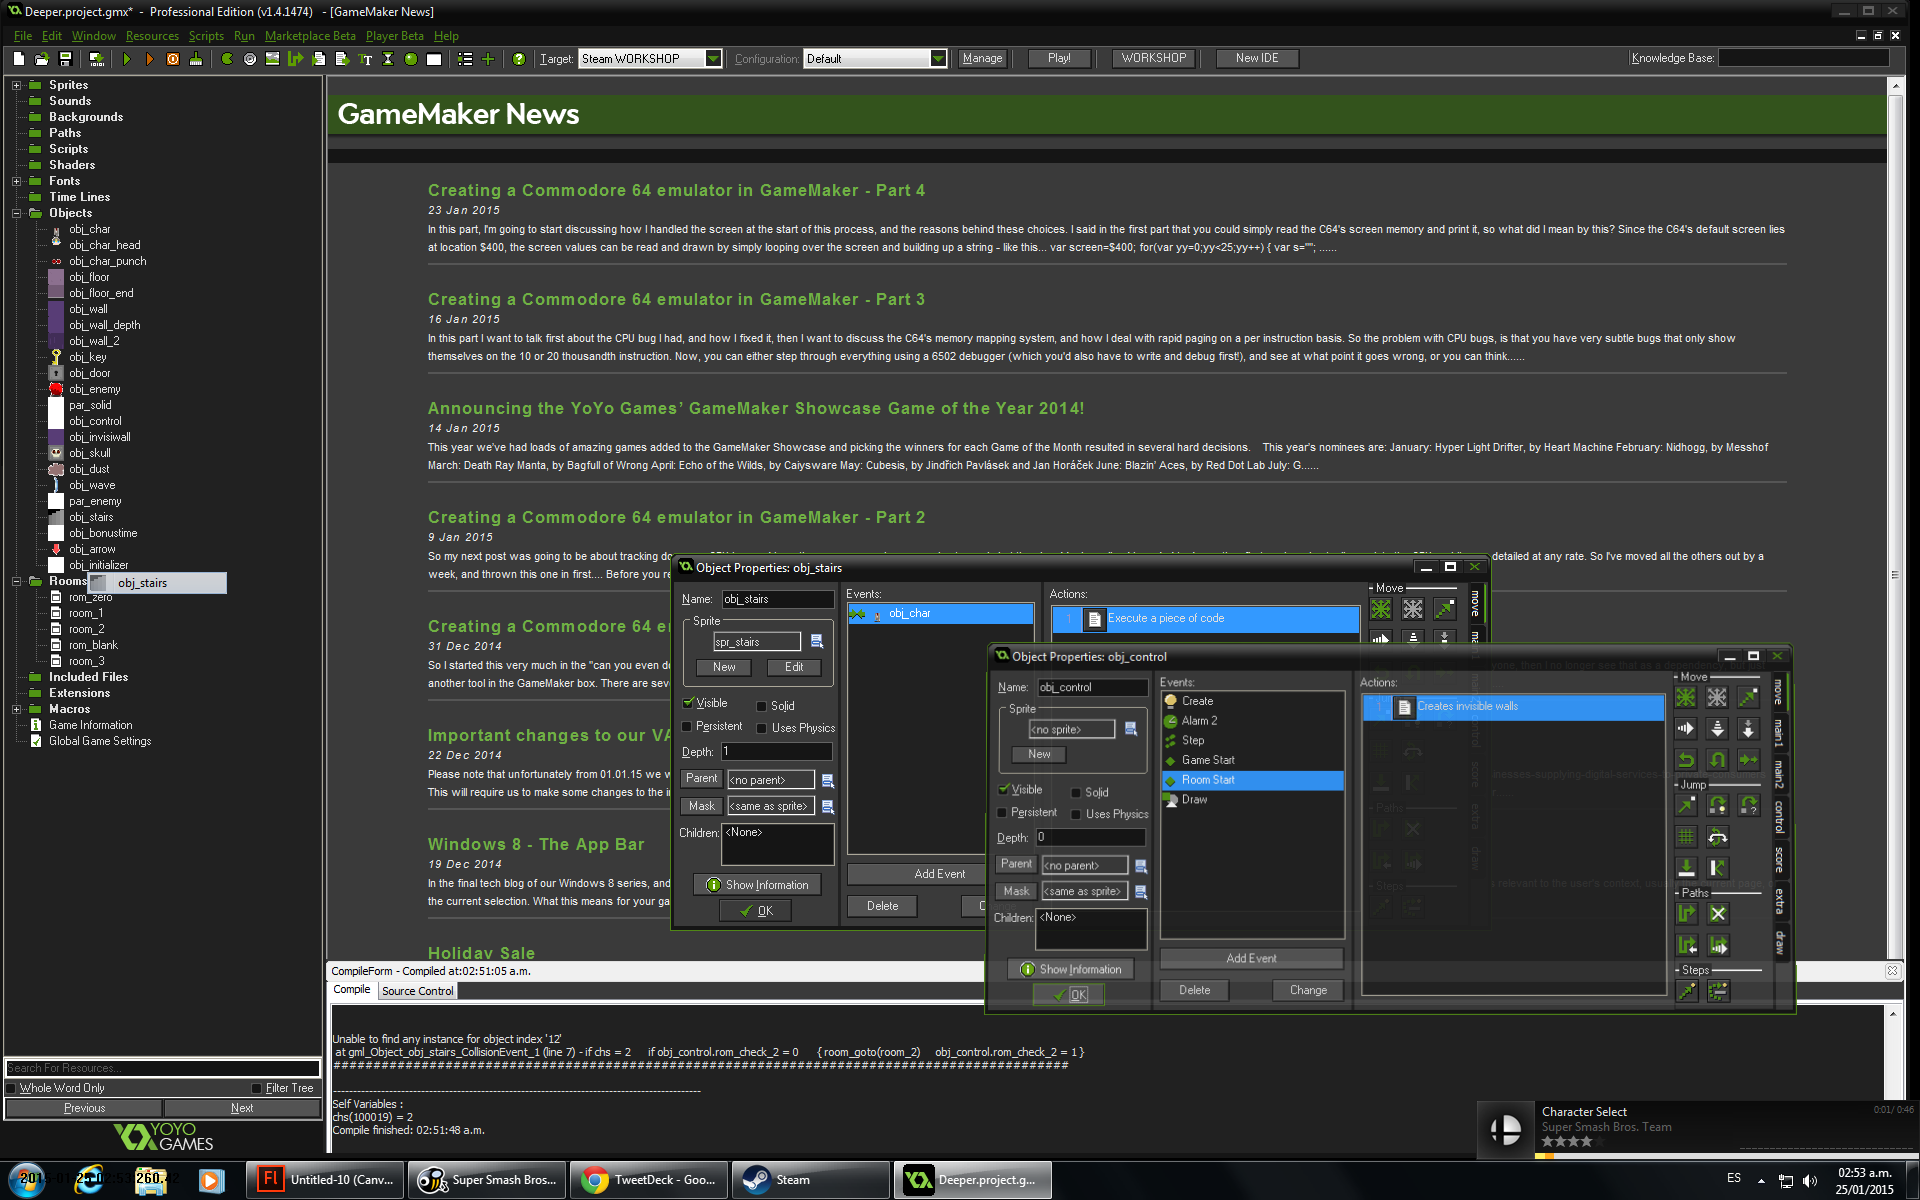 Deeper.project.gmx* - Professional Edition (v1.4.1474) - [GameMaker News]
File Edit Window Resources Scripts Run Marketplace Beta Player Beta Help
Target: Steam WORKSHOP Configuration: Default Manage Play! WORKSHOP New IDE Knowledge Base:
Sprites
Sounds
Backgrounds
Paths
Scripts
Shaders
Fonts
Time Lines
Objects
obj_char
obj_char_head
obj_char_punch
obj_floor
obj_floor_end
obj_wall
obj_wall_depth
obj_wall_2
obj_key
obj_door
obj_enemy
par_solid
obj_control
obj_invisiwall
obj_skull
obj_dust
obj_wave
par_enemy
obj_stairs
obj_bonustime
obj_arrow
obj_initializer
Rooms
obj_stairs
rom_zero
room_1
room_2
rom_blank
room_3
Included Files
Extensions
Macros
Game Information
Global Game Settings
Search For Resources...
Whole Word Only Filter Tree
Previous Next
YOYO GAMES
GameMaker News
Creating a Commodore 64 emulator in GameMaker - Part 4
23 Jan 2015
In this part, I'm going to start discussing how I handled the screen at the start of this process, and the reasons behind these choices. I said in the first part that you could simply read the C64's screen memory and print it, so what did I mean by this? Since the C64's default screen lies
at location $400, the screen values can be read and drawn by simply looping over the screen and building up a string - like this... var screen=$400; for(var yy=0;yy<25;yy++) { var s=""; ......
Creating a Commodore 64 emulator in GameMaker - Part 3
16 Jan 2015
In this part I want to talk first about the CPU bug I had, and how I fixed it, then I want to discuss the C64's memory mapping system, and how I deal with rapid paging on a per instruction basis. So the problem with CPU bugs, is that you have very subtle bugs that only show
themselves on the 10 or 20 thousandth instruction. Now, you can either step through everything using a 6502 debugger (which you'd also have to write and debug first!), and see at what point it goes wrong, or you can think......
Announcing the YoYo Games' GameMaker Showcase Game of the Year 2014!
14 Jan 2015
This year we've had loads of amazing games added to the GameMaker Showcase and picking the winners for each Game of the Month resulted in several hard decisions. This year's nominees are: January: Hyper Light Drifter, by Heart Machine February: Nidhogg, by Messhof
March: Death Ray Manta, by Bagfull of Wrong April: Echo of the Wilds, by Caiysware May: Cubesis, by Jindřich Pavlásek and Jan Horáček June: Blazin' Aces, by Red Dot Lab July: G......
Creating a Commodore 64 emulator in GameMaker - Part 2
9 Jan 2015
So my next post was going to be about tracking do detailed at any rate. So I've moved all the others out by a
week, and thrown this one in first.... Before you re
Creating a Commodore 64 em
31 Dec 2014
So I started this very much in the "can you even d
another tool in the GameMaker box. There are sev
Important changes to our VA
22 Dec 2014
Please note that unfortunately from 01.01.15 we w
This will require us to make some changes to the i
Windows 8 - The App Bar
19 Dec 2014
In the final tech blog of our Windows 8 series, and
the current selection. What this means for your ga
Holiday Sale
Object Properties: obj_stairs
Name: obj_stairs
Sprite
spr_stairs
New Edit
Visible Solid
Persistent Uses Physics
Depth: 1
Parent <no parent>
Mask <same as sprite>
Children: <None>
Show Information
OK
Events:
obj_char
Add Event
Delete
Actions:
1 Execute a piece of code
Move
move
Object Properties: obj_control
Name: obj_control
Sprite
<no sprite>
New
Visible Solid
Persistent Uses Physics
Depth: 0
Parent <no parent>
Mask <same as sprite>
Children: <None>
Show Information
OK
Events:
Create
Alarm 2
Step
Game Start
Room Start
Draw
Add Event
Delete Change
Actions:
1 Creates invisible walls
Move
Jump
Paths
Steps
move
main1
main2
control
score
extra
draw
CompileForm - Compiled at:02:51:05 a.m.
Compile Source Control
Unable to find any instance for object index '12'
at gml_Object_obj_stairs_CollisionEvent_1 (line 7) - if chs = 2 if obj_control.rom_check_2 = 0 { room_goto(room_2) obj_control.rom_check_2 = 1 }
Self Variables :
chs(100019) = 2
Compile finished: 02:51:48 a.m.
Character Select 0:01/ 0:46
Super Smash Bros. Team
Untitled-10 (Canv... Super Smash Bros... TweetDeck - Goo... Steam Deeper.project.g... ES 02:53 a.m.
25/01/2015